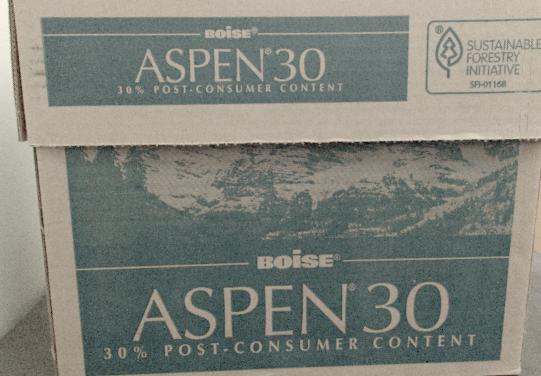 BOISE®
ASPEN® 30
30% POST-CONSUMER CONTENT
®
SUSTAINABLE
FORESTRY
INITIATIVE
SFI-01168
BOISE®
ASPEN® 30
30% POST-CONSUMER CONTENT